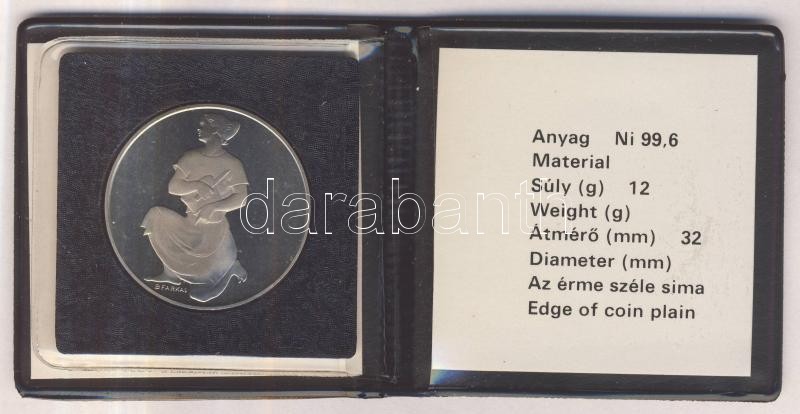 B.FARKAS
darabanth
Anyag Ni 99,6
Material
Súly (g) 12
Weight (g)
Átmérő (mm) 32
Diameter (mm)
Az érme széle sima
Edge of coin plain